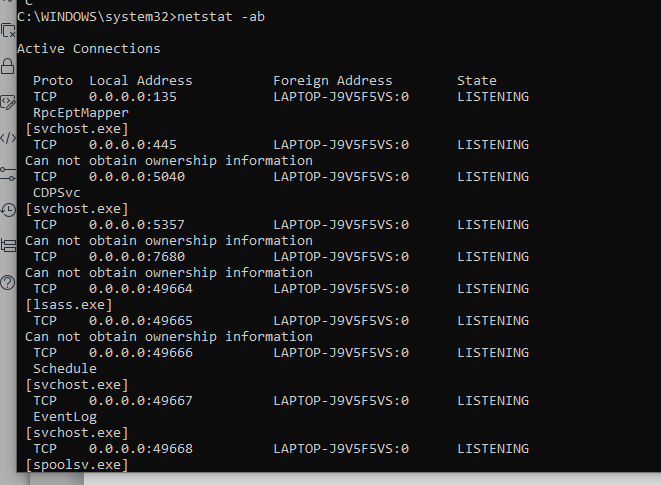 C:\WINDOWS\system32>netstat -ab
Active Connections
Proto  Local Address          Foreign Address        State
TCP    0.0.0.0:135            LAPTOP-J9V5F5VS:0      LISTENING
RpcEptMapper
[svchost.exe]
TCP    0.0.0.0:445            LAPTOP-J9V5F5VS:0      LISTENING
Can not obtain ownership information
TCP    0.0.0.0:5040           LAPTOP-J9V5F5VS:0      LISTENING
CDPSvc
[svchost.exe]
TCP    0.0.0.0:5357           LAPTOP-J9V5F5VS:0      LISTENING
Can not obtain ownership information
TCP    0.0.0.0:7680           LAPTOP-J9V5F5VS:0      LISTENING
Can not obtain ownership information
TCP    0.0.0.0:49664          LAPTOP-J9V5F5VS:0      LISTENING
[lsass.exe]
TCP    0.0.0.0:49665          LAPTOP-J9V5F5VS:0      LISTENING
Can not obtain ownership information
TCP    0.0.0.0:49666          LAPTOP-J9V5F5VS:0      LISTENING
Schedule
[svchost.exe]
TCP    0.0.0.0:49667          LAPTOP-J9V5F5VS:0      LISTENING
EventLog
[svchost.exe]
TCP    0.0.0.0:49668          LAPTOP-J9V5F5VS:0      LISTENING
[spoolsv.exe]